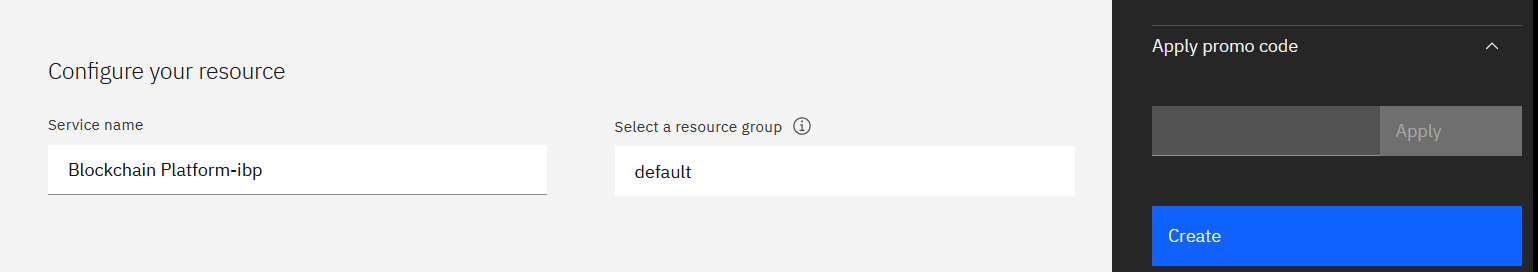 Configure your resource
Service name
Blockchain Platform-ibp
Select a resource group
default
Apply promo code
Apply
Create